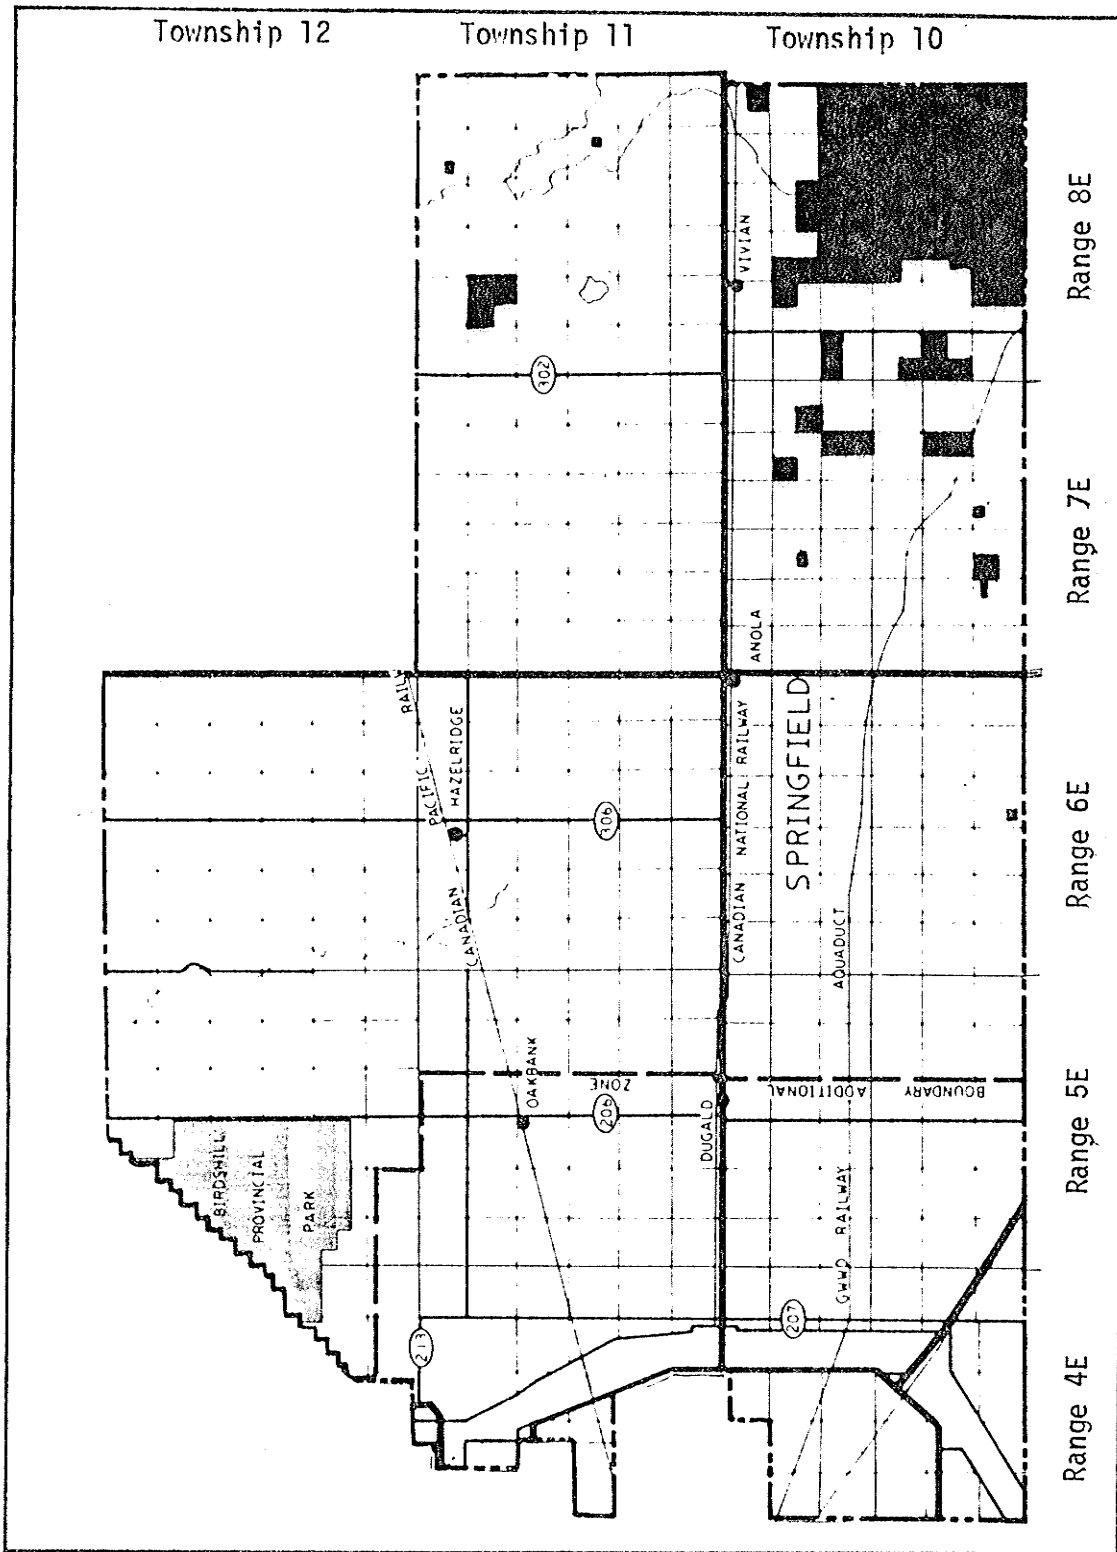 Township 12
Township 11
Township 10
Range 8E
Range 7E
Range 6E
Range 5E
Range 4E
VIVIAN
302
ANOLA
RAIL
PACIFIC
CANADIAN
HAZELRIDGE
306
CANADIAN NATIONAL RAILWAY
SPRINGFIELD
AQUADUCT
OAKBANK
ZONE
206
ADDITIONAL
BOUNDARY
DUGALD
BIRDSHILL
PROVINCIAL
PARK
GWWD RAILWAY
213
207